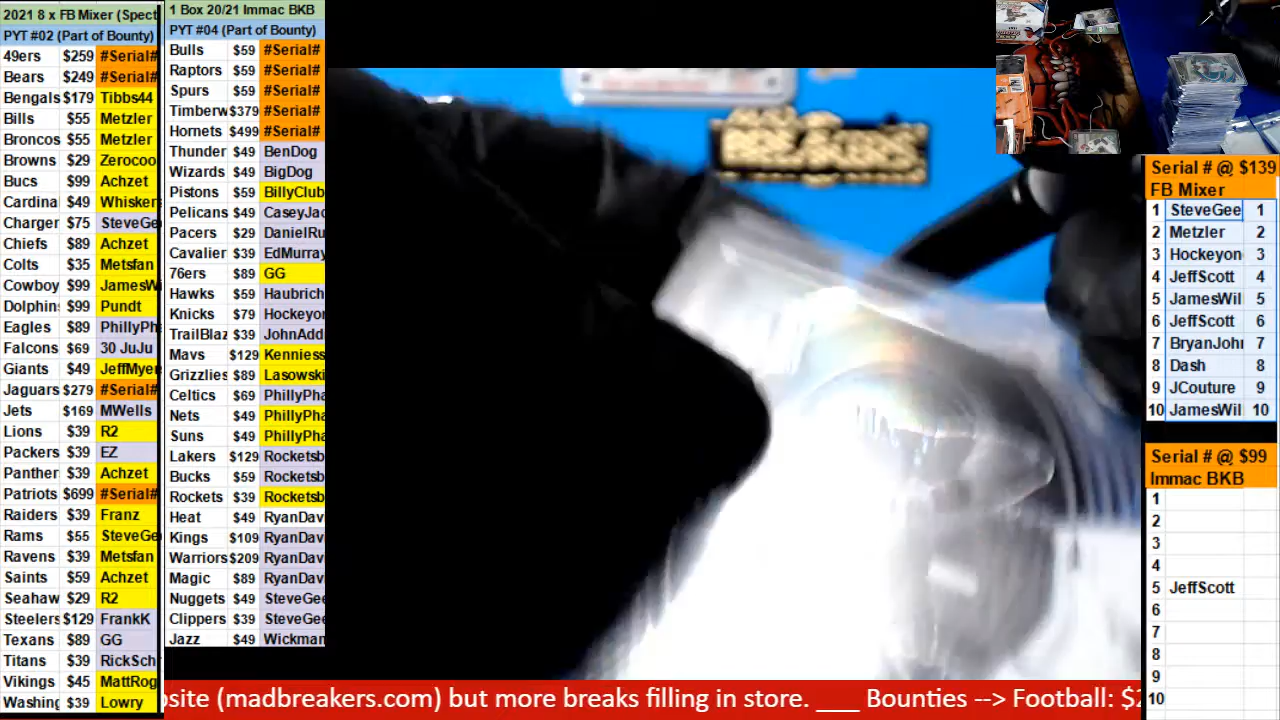 2021 8 x FB Mixer (Spect
PYT #02 (Part of Bounty)
49ers $259 #Serial#
Bears $249 #Serial#
Bengals $179 Tibbs44
Bills $55 Metzler
Broncos $55 Metzler
Browns $29 Zerocoo
Bucs $99 Achzet
Cardina $49 Whisker
Charger $75 SteveGe
Chiefs $89 Achzet
Colts $35 Metsfan
Cowboy $99 JamesWi
Dolphin $99 Pundt
Eagles $89 PhillyPh
Falcons $69 30 JuJu
Giants $49 JeffMye
Jaguars $279 #Serial#
Jets $169 MWells
Lions $39 R2
Packers $39 EZ
Panther $39 Achzet
Patriots $699 #Serial#
Raiders $39 Franz
Rams $55 SteveGe
Ravens $39 Metsfan
Saints $59 Achzet
Seahaw $29 R2
Steelers $129 FrankK
Texans $89 GG
Titans $39 RickSch
Vikings $45 MattRog
Washing $39 Lowry
1 Box 20/21 Immac BKB
PYT #04 (Part of Bounty)
Bulls $59 #Serial#
Raptors $59 #Serial#
Spurs $59 #Serial#
Timberw $379 #Serial#
Hornets $499 #Serial#
Thunder $49 BenDog
Wizards $49 BigDog
Pistons $59 BillyClub
Pelicans $49 CaseyJac
Pacers $29 DanielRu
Cavalier $39 EdMurray
76ers $89 GG
Hawks $59 Haubrich
Knicks $79 Hockeyor
TrailBlaz $39 JohnAdd
Mavs $129 Kenniess
Grizzlies $89 Lasowski
Celtics $69 PhillyPha
Nets $49 PhillyPha
Suns $49 PhillyPha
Lakers $129 Rocketsb
Bucks $59 Rocketsb
Rockets $39 Rocketsb
Heat $49 RyanDav
Kings $109 RyanDav
Warriors $209 RyanDav
Magic $89 RyanDav
Nuggets $49 SteveGee
Clippers $39 SteveGee
Jazz $49 Wickman
Serial # @ $139
FB Mixer
1 SteveGee 1
2 Metzler 2
3 Hockeyon 3
4 JeffScott 4
5 JamesWil 5
6 JeffScott 6
7 BryanJohn 7
8 Dash 8
9 JCouture 9
10 JamesWil 10
Serial # @ $99
Immac BKB
1
2
3
4
5 JeffScott
6
7
8
9
10
osite (madbreakers.com) but more breaks filling in store. ___ Bounties --> Football: $2